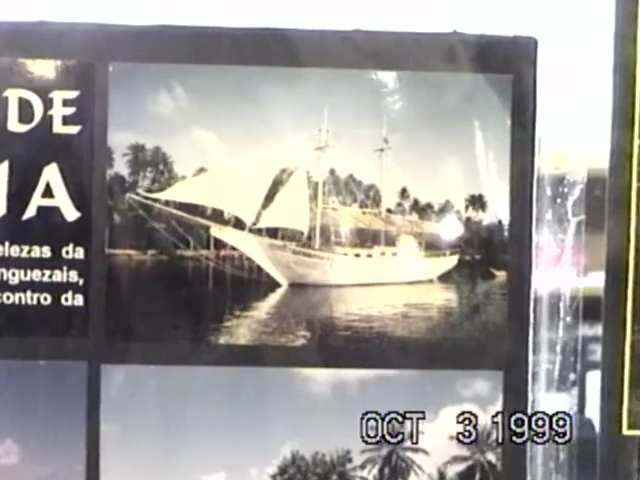 DE
IA
elezas da
nguezais,
contro da
OCT 3 1999